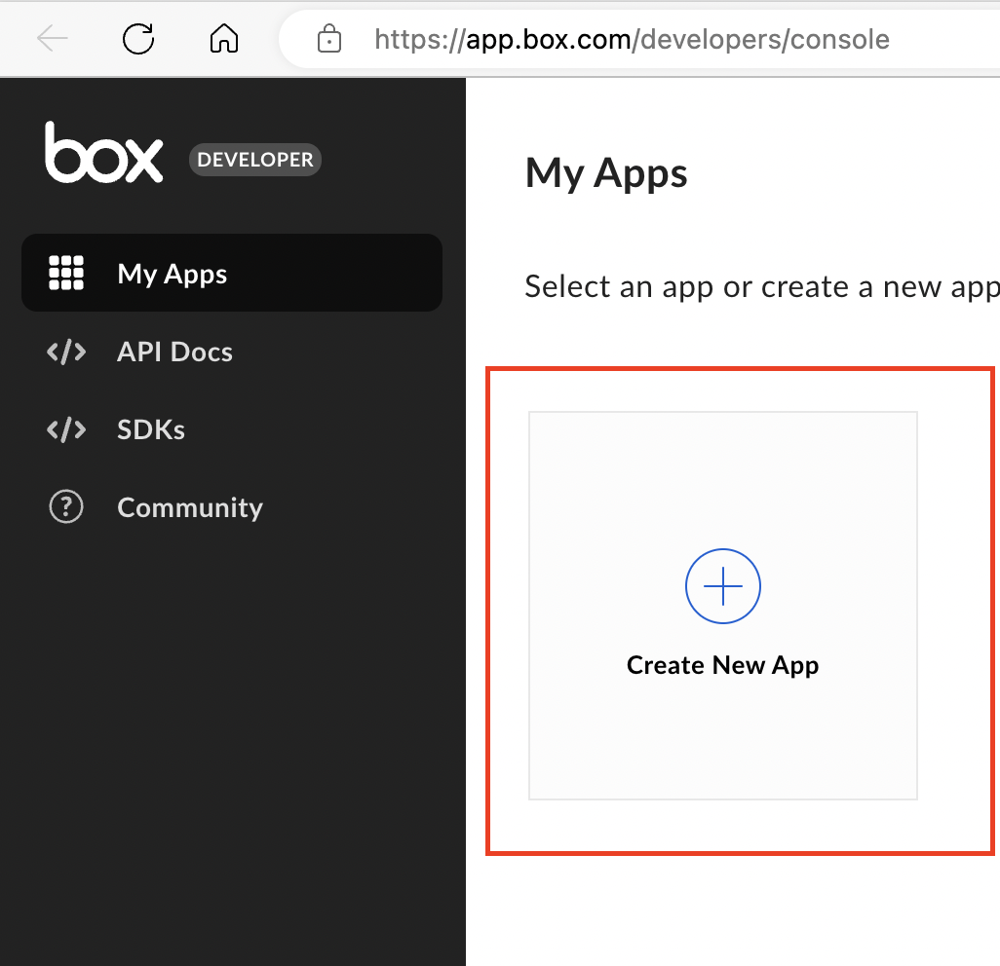 https://app.box.com/developers/console
box DEVELOPER
My Apps
API Docs
SDKs
Community
My Apps
Select an app or create a new app
Create New App